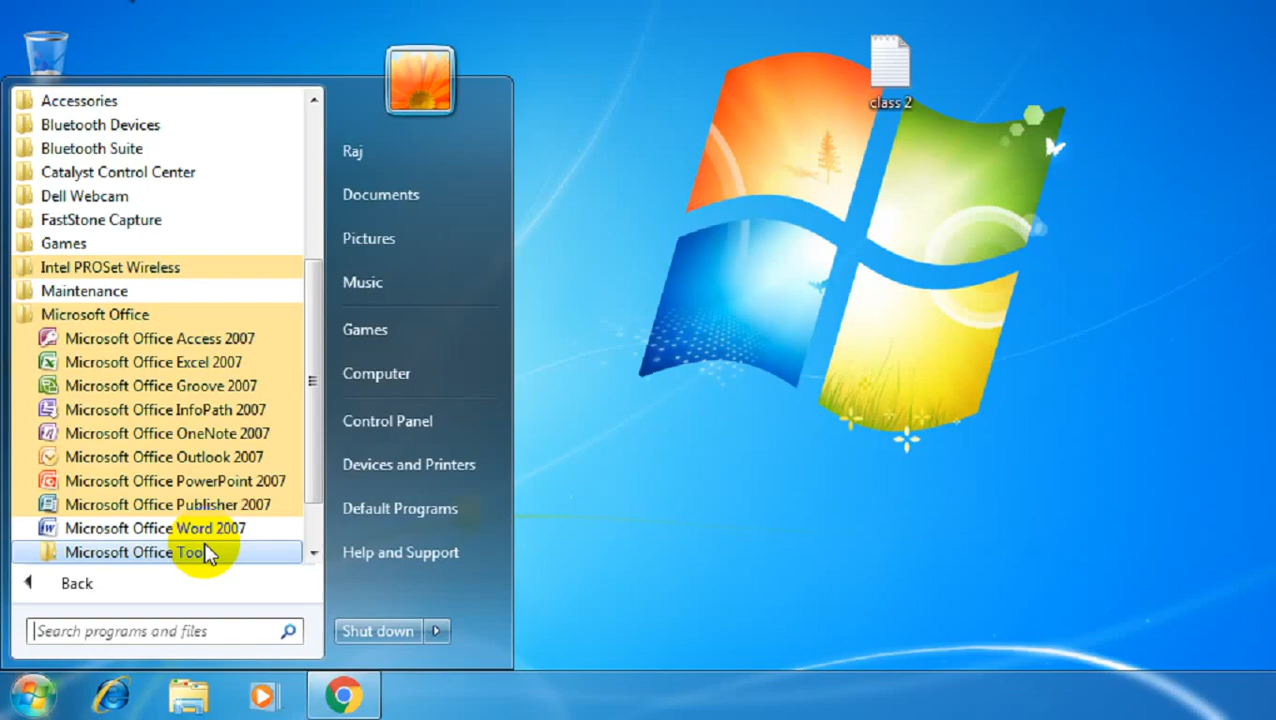 class 2
Accessories
Bluetooth Devices
Bluetooth Suite
Catalyst Control Center
Dell Webcam
FastStone Capture
Games
Intel PROSet Wireless
Maintenance
Microsoft Office
Microsoft Office Access 2007
Microsoft Office Excel 2007
Microsoft Office Groove 2007
Microsoft Office InfoPath 2007
Microsoft Office OneNote 2007
Microsoft Office Outlook 2007
Microsoft Office PowerPoint 2007
Microsoft Office Publisher 2007
Microsoft Office Word 2007
Microsoft Office
Back
Search programs and files
Raj
Documents
Pictures
Music
Games
Computer
Control Panel
Devices and Printers
Default Programs
Help and Support
Shut down